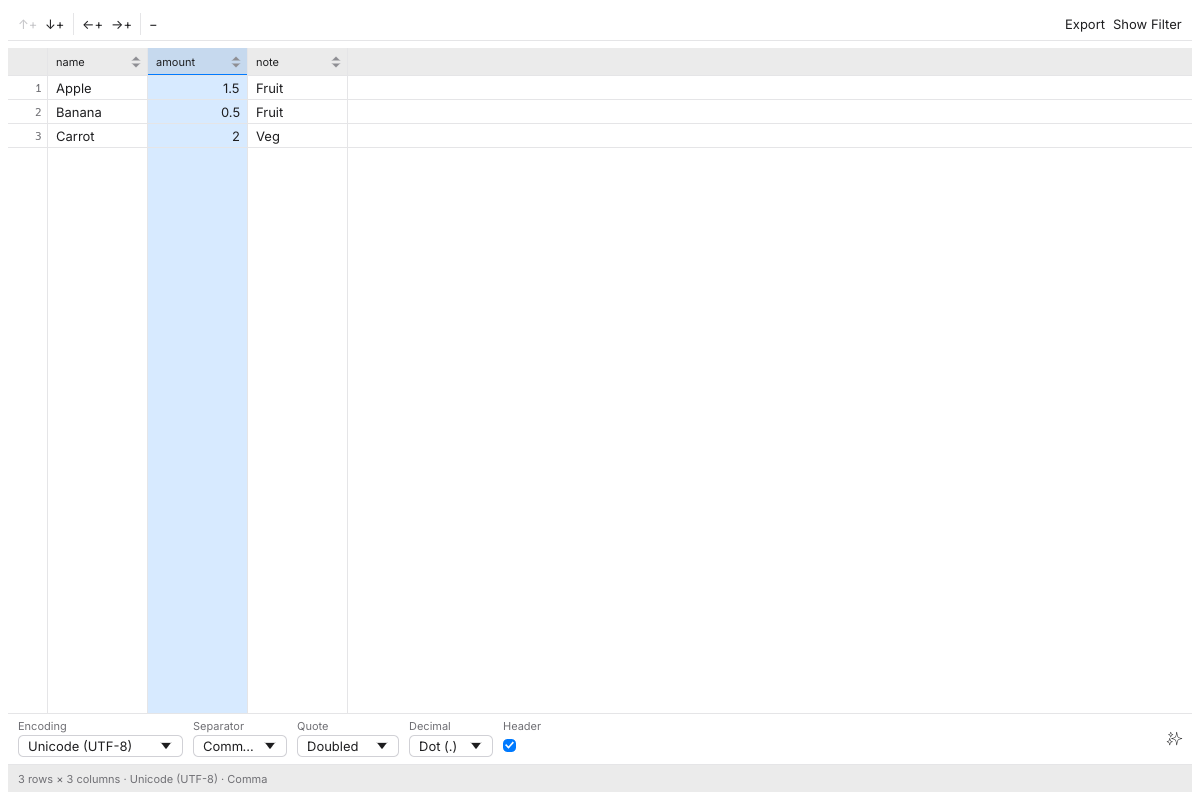 ↑+ ↓+ ←+ →+ − Export Show Filter
name amount note
1 Apple 1.5 Fruit
2 Banana 0.5 Fruit
3 Carrot 2 Veg
Encoding Separator Quote Decimal Header
Unicode (UTF-8) Comm... Doubled Dot (.)
3 rows × 3 columns · Unicode (UTF-8) · Comma